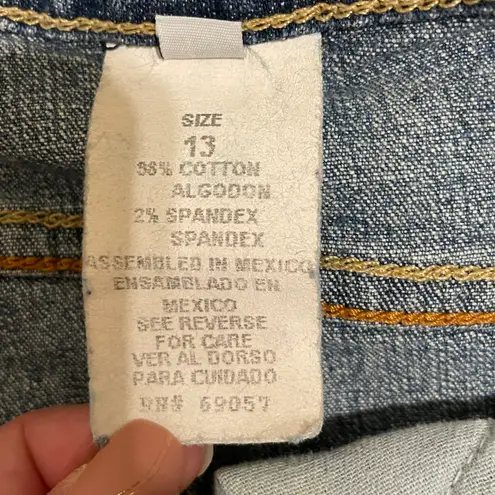 SIZE
13
98% COTTON
ALGODON
2% SPANDEX
SPANDEX
ASSEMBLED IN MEXICO
ENSAMBLADO EN
MEXICO
SEE REVERSE
FOR CARE
VER AL DORSO
PARA CUIDADO
RN# 69057